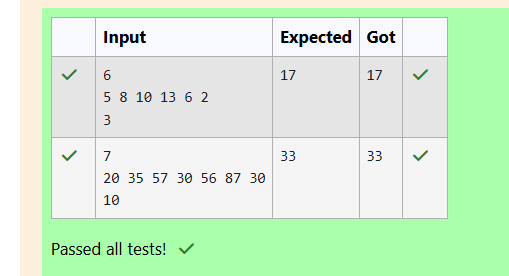 Input Expected Got
6 17 17
5 8 10 13 6 2
3
7 33 33
20 35 57 30 56 87 30
10
Passed all tests!